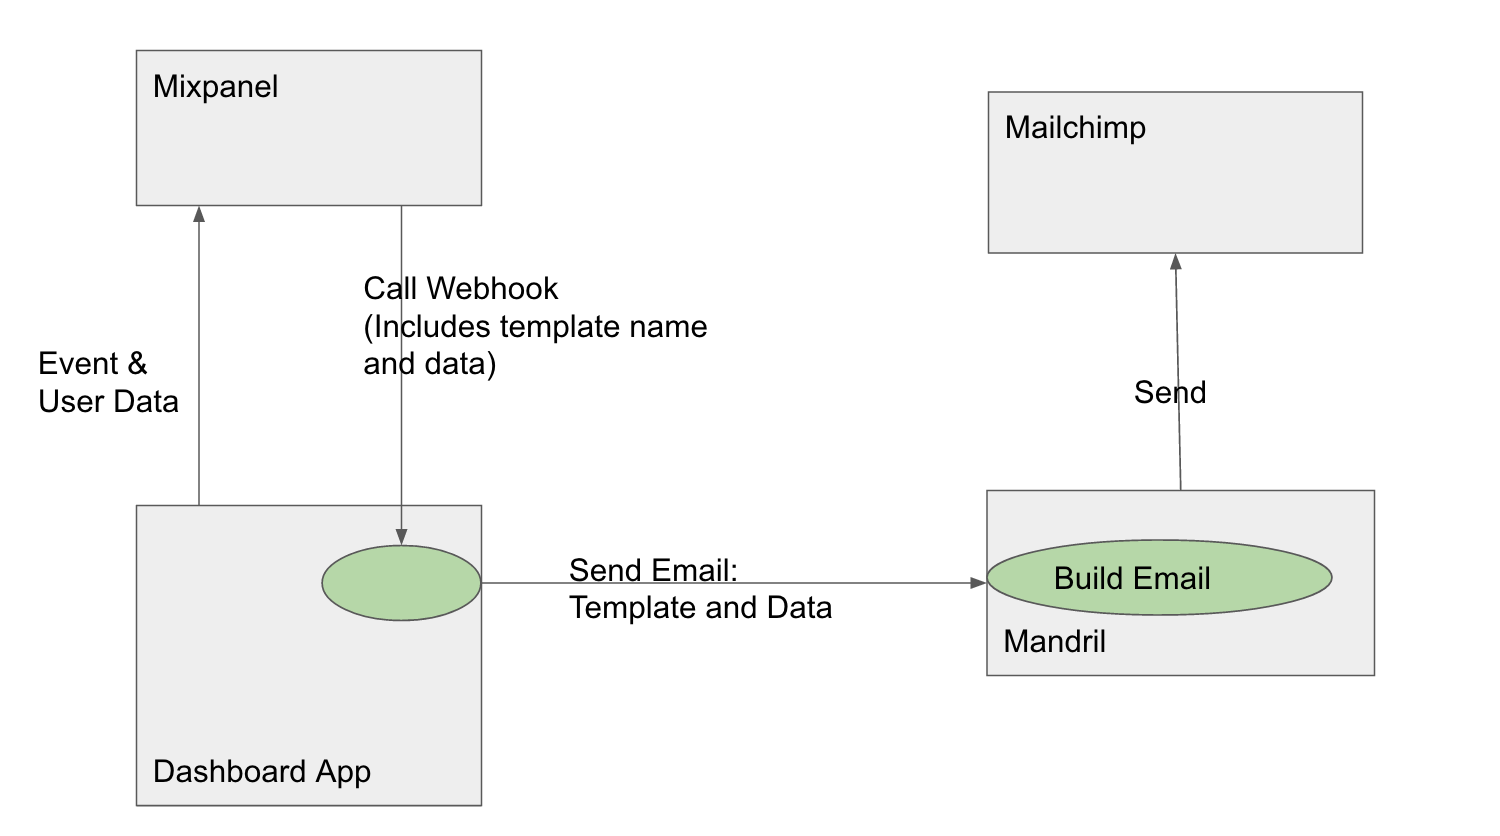 Mixpanel
Mailchimp
Call Webhook
(Includes template name
and data)
Event &
User Data
Send
Send Email:
Template and Data
Build Email
Mandril
Dashboard App